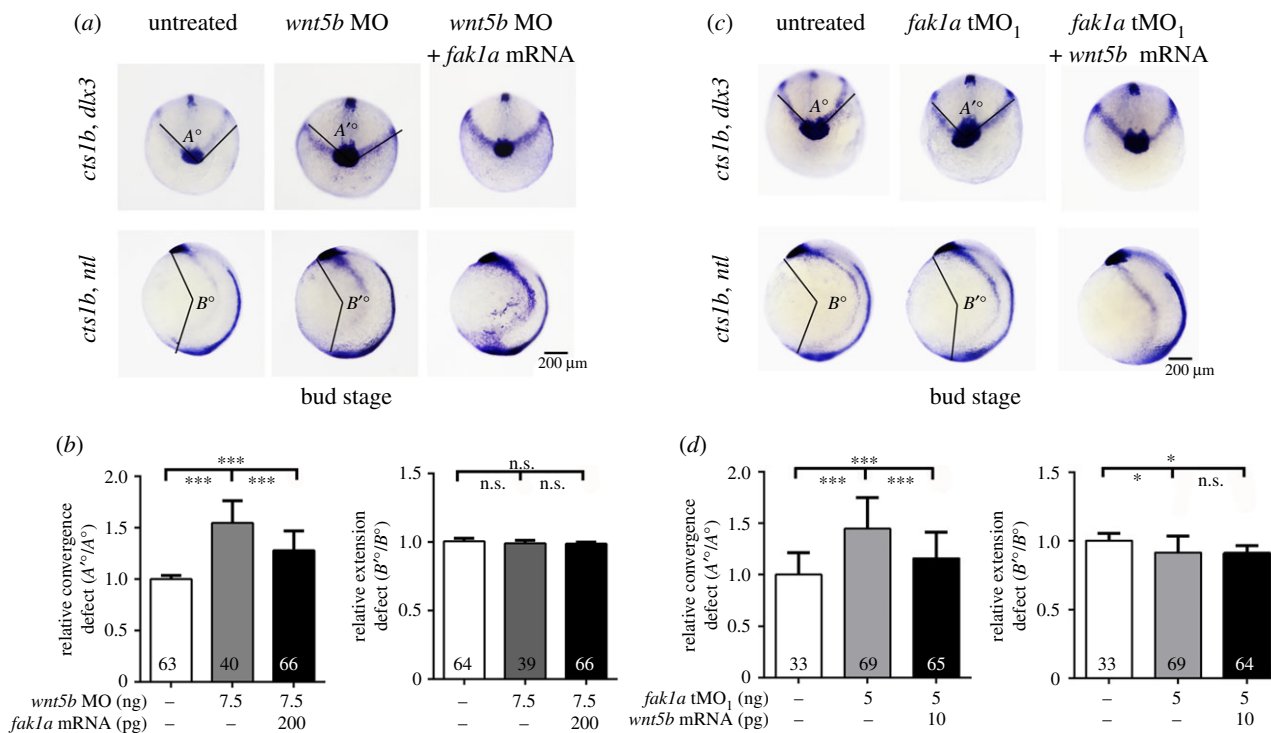 (a) untreated wnt5b MO wnt5b MO
+ fak1a mRNA
cts1b, dlx3
A° A′°
cts1b, ntl
B° B′°
200 µm
bud stage
(c) untreated fak1a tMO1 fak1a tMO1
+ wnt5b mRNA
cts1b, dlx3
A° A′°
cts1b, ntl
B° B′°
200 µm
bud stage
(b)
relative convergence
defect (A′°/A°)
2.0
1.5
1.0
0.5
0
***
*** ***
63 40 66
relative extension
defect (B′°/B°)
1.5
1.0
0.5
0
n.s.
n.s. n.s.
64 39 66
wnt5b MO (ng) – 7.5 7.5 – 7.5 7.5
fak1a mRNA (pg) – – 200 – – 200
(d)
relative convergence
defect (A′°/A°)
2.0
1.5
1.0
0.5
0
***
*** ***
33 69 65
relative extension
defect (B′°/B°)
1.5
1.0
0.5
0
*
* n.s.
33 69 64
fak1a tMO1 (ng) – 5 5 – 5 5
wnt5b mRNA (pg) – – 10 – – 10